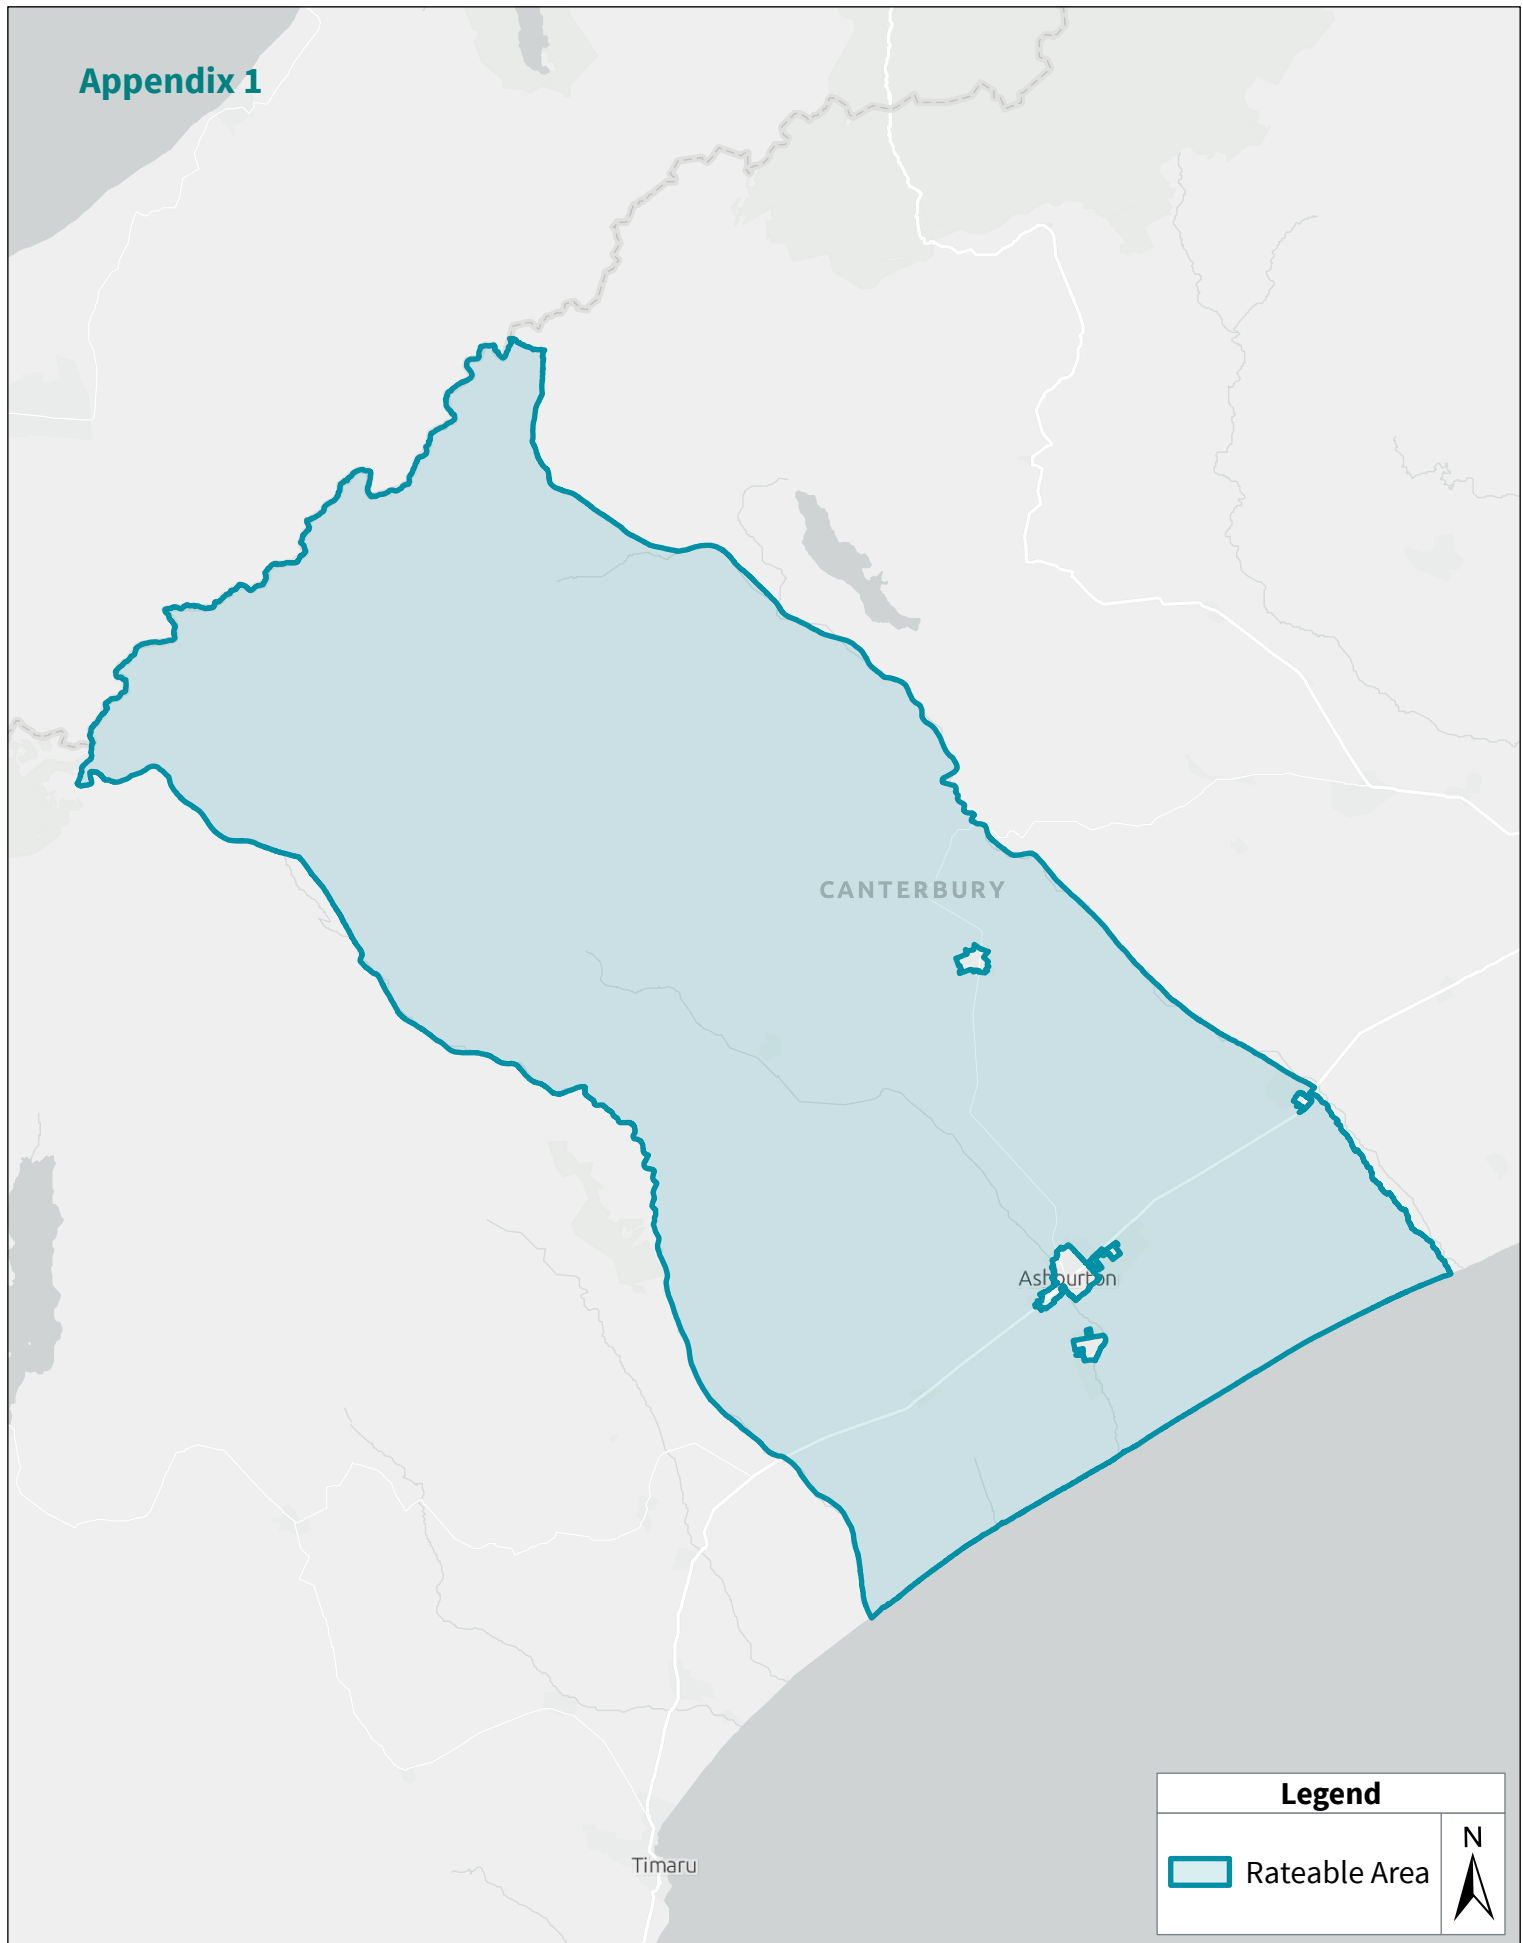 Appendix 1
CANTERBURY
Ashburton
Timaru
Legend
Rateable Area
N